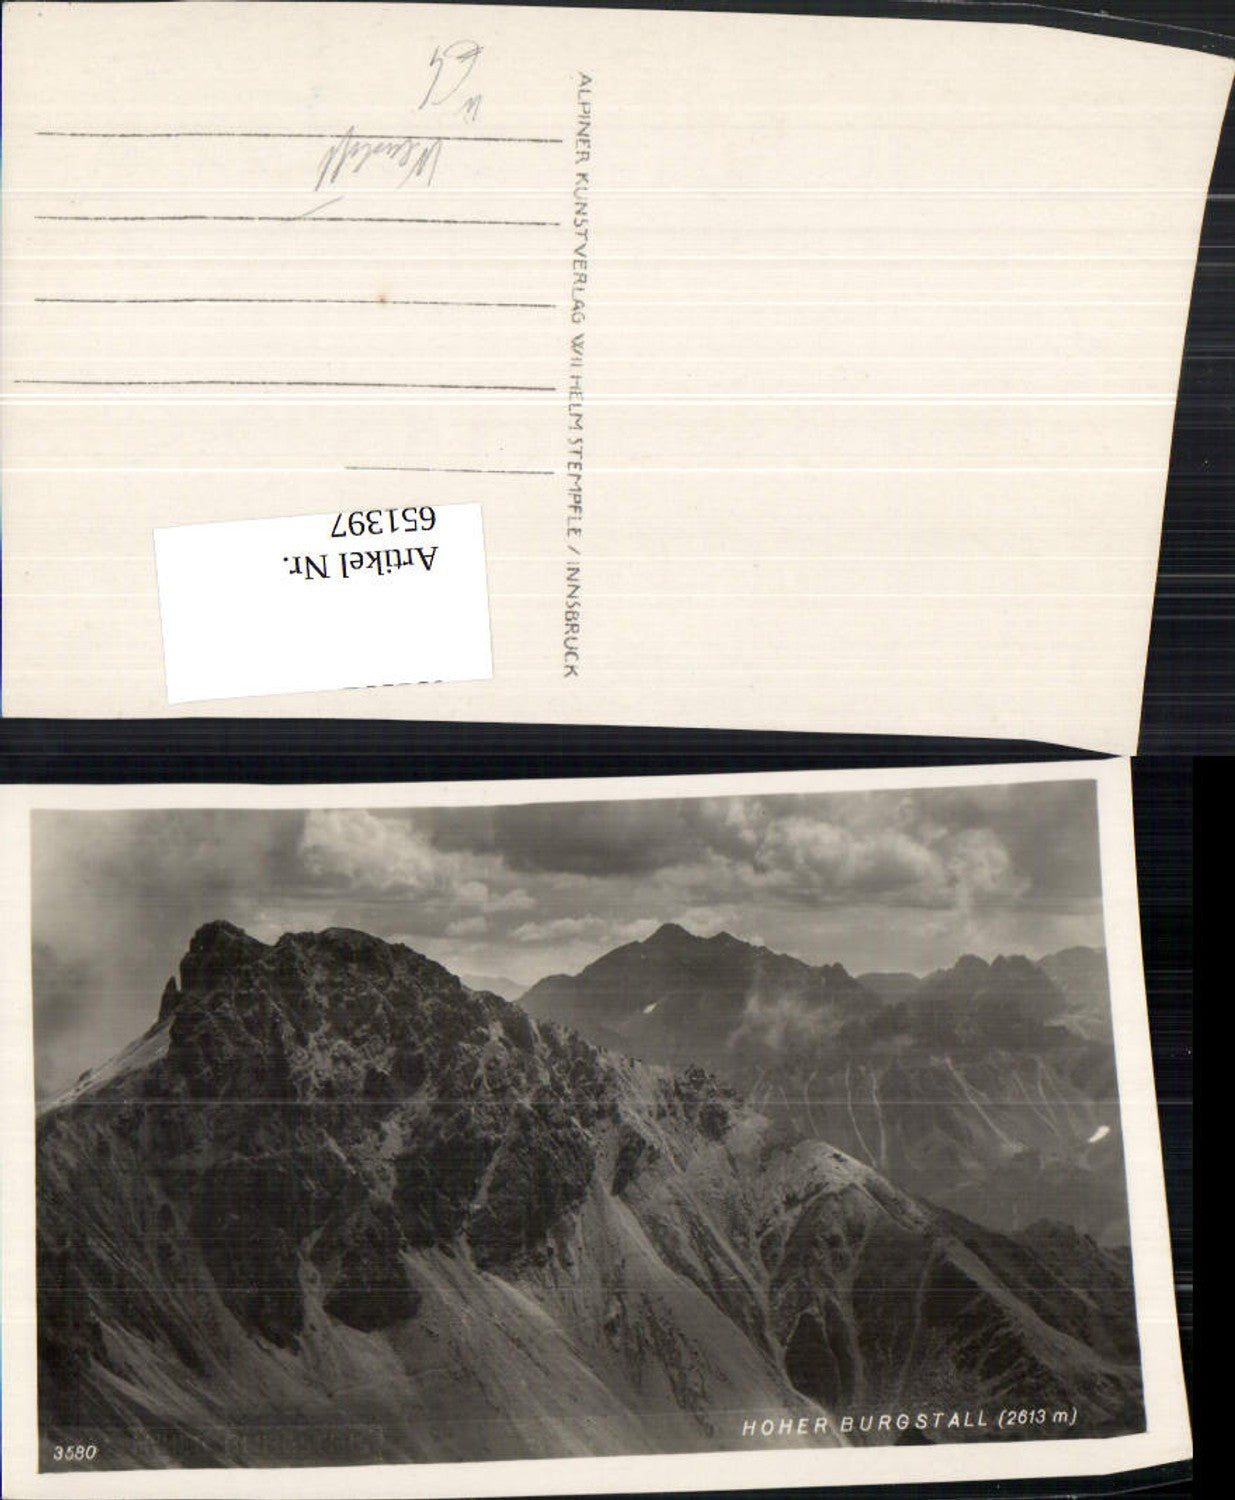 ALPINER KUNSTVERLAG WILHELM STEMPFLE / INNSBRUCK
Artikel Nr.
651397
HOHER BURGSTALL (2613 m)
3580